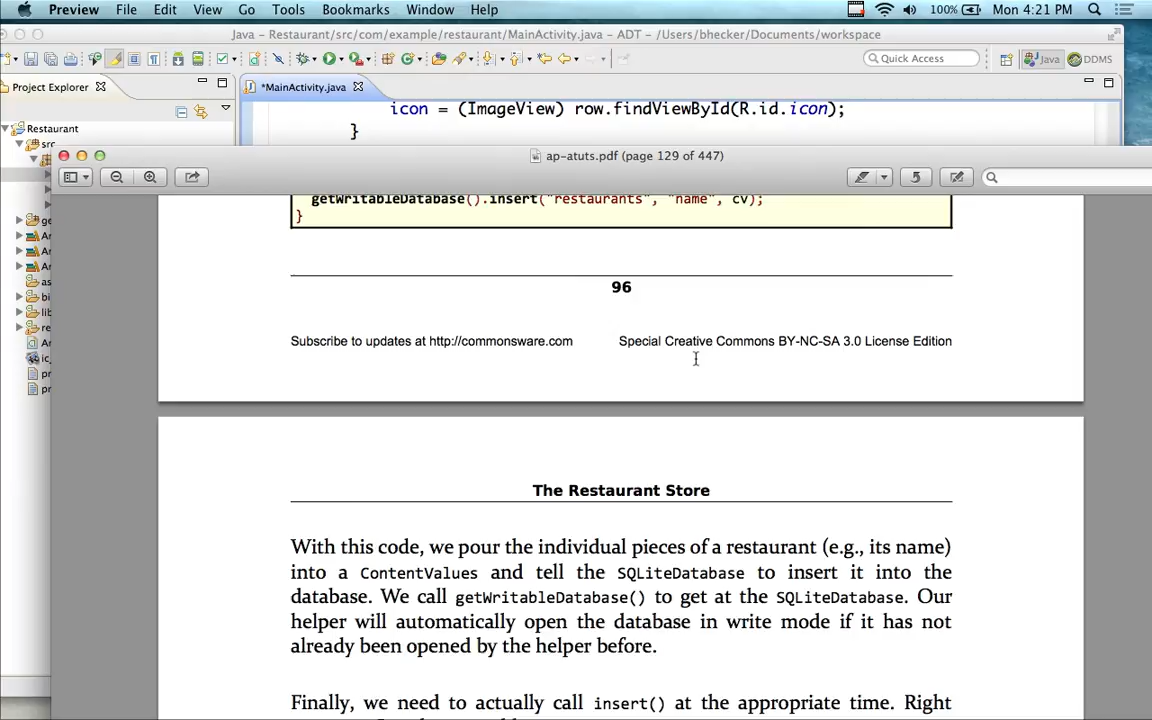 Preview File Edit View Go Tools Bookmarks Window Help 100% Mon 4:21 PM
Java - Restaurant/src/com/example/restaurant/MainActivity.java - ADT - /Users/bhecker/Documents/workspace
Quick Access Java DDMS
Project Explorer *MainActivity.java
icon = (ImageView) row.findViewById(R.id.icon);
Restaurant
}
src
ap-atuts.pdf (page 129 of 447)
getWritableDatabase().insert("restaurants", "name", cv);
}
96
Subscribe to updates at http://commonsware.com Special Creative Commons BY-NC-SA 3.0 License Edition
The Restaurant Store
With this code, we pour the individual pieces of a restaurant (e.g., its name)
into a ContentValues and tell the SQLiteDatabase to insert it into the
database. We call getWritableDatabase() to get at the SQLiteDatabase. Our
helper will automatically open the database in write mode if it has not
already been opened by the helper before.
Finally, we need to actually call insert() at the appropriate time. Right